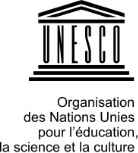 UNESCO
Organisation
des Nations Unies
pour l'éducation,
la science et la culture